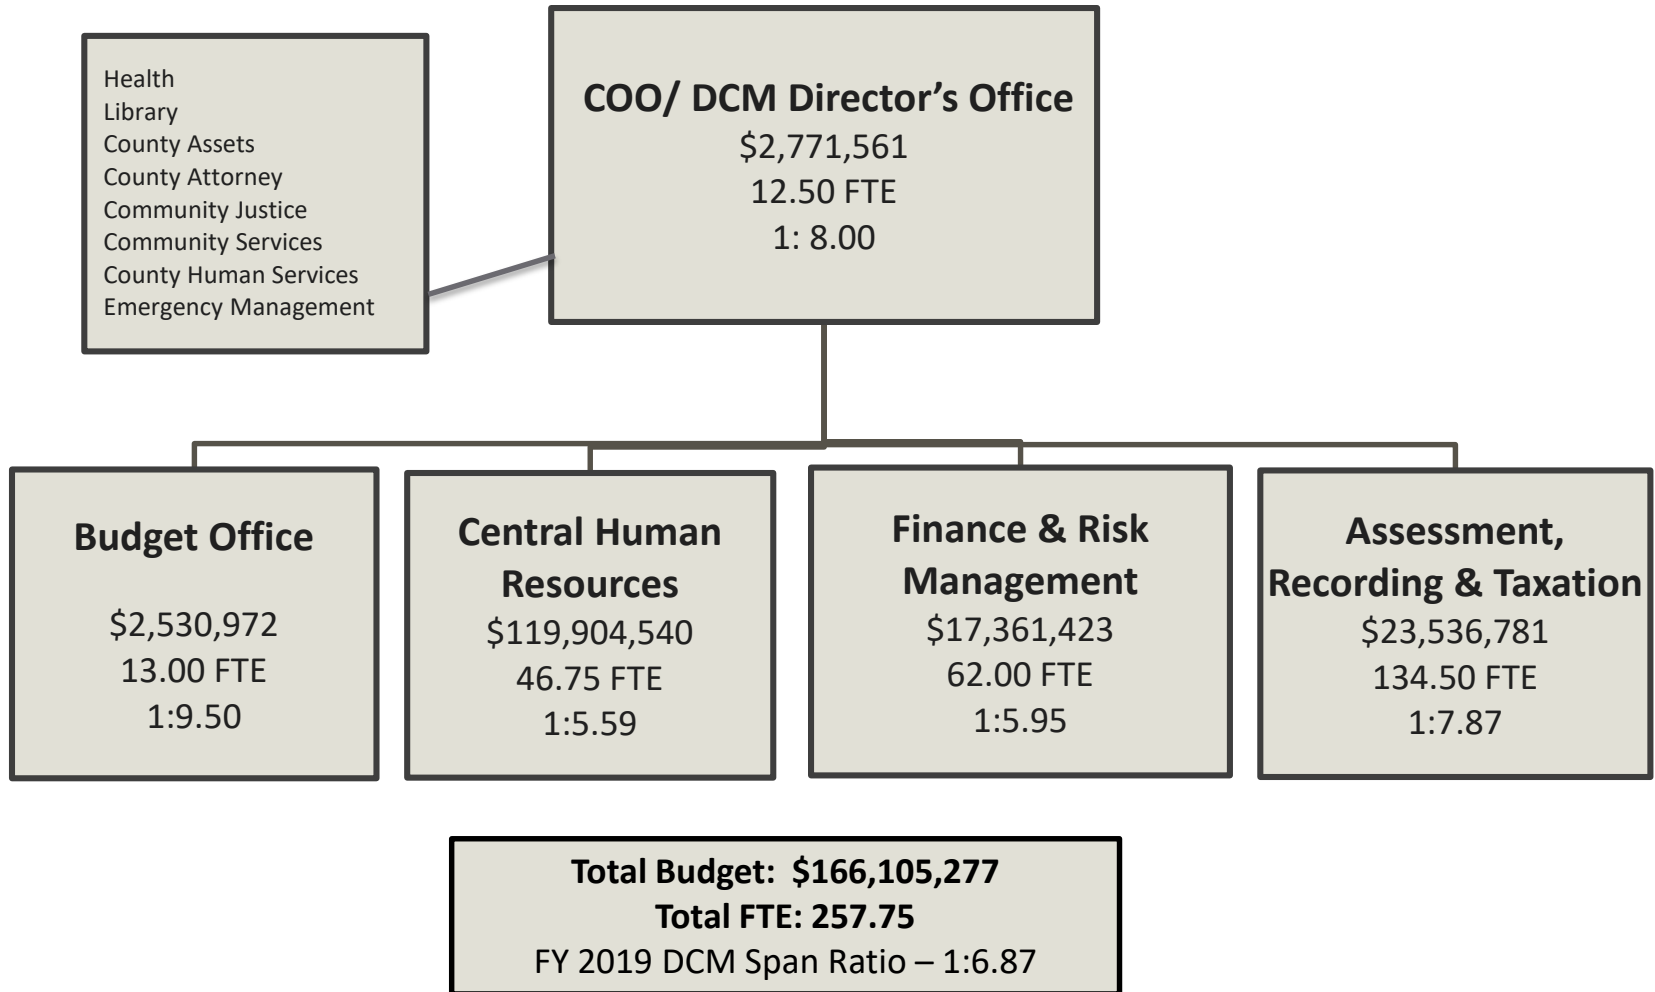 Health
Library
County Assets
County Attorney
Community Justice
Community Services
County Human Services
Emergency Management
COO/ DCM Director’s Office
$2,771,561
12.50 FTE
1: 8.00
Budget Office
$2,530,972
13.00 FTE
1:9.50
Central Human
Resources
$119,904,540
46.75 FTE
1:5.59
Finance & Risk
Management
$17,361,423
62.00 FTE
1:5.95
Assessment,
Recording & Taxation
$23,536,781
134.50 FTE
1:7.87
Total Budget: $166,105,277
Total FTE: 257.75
FY 2019 DCM Span Ratio – 1:6.87